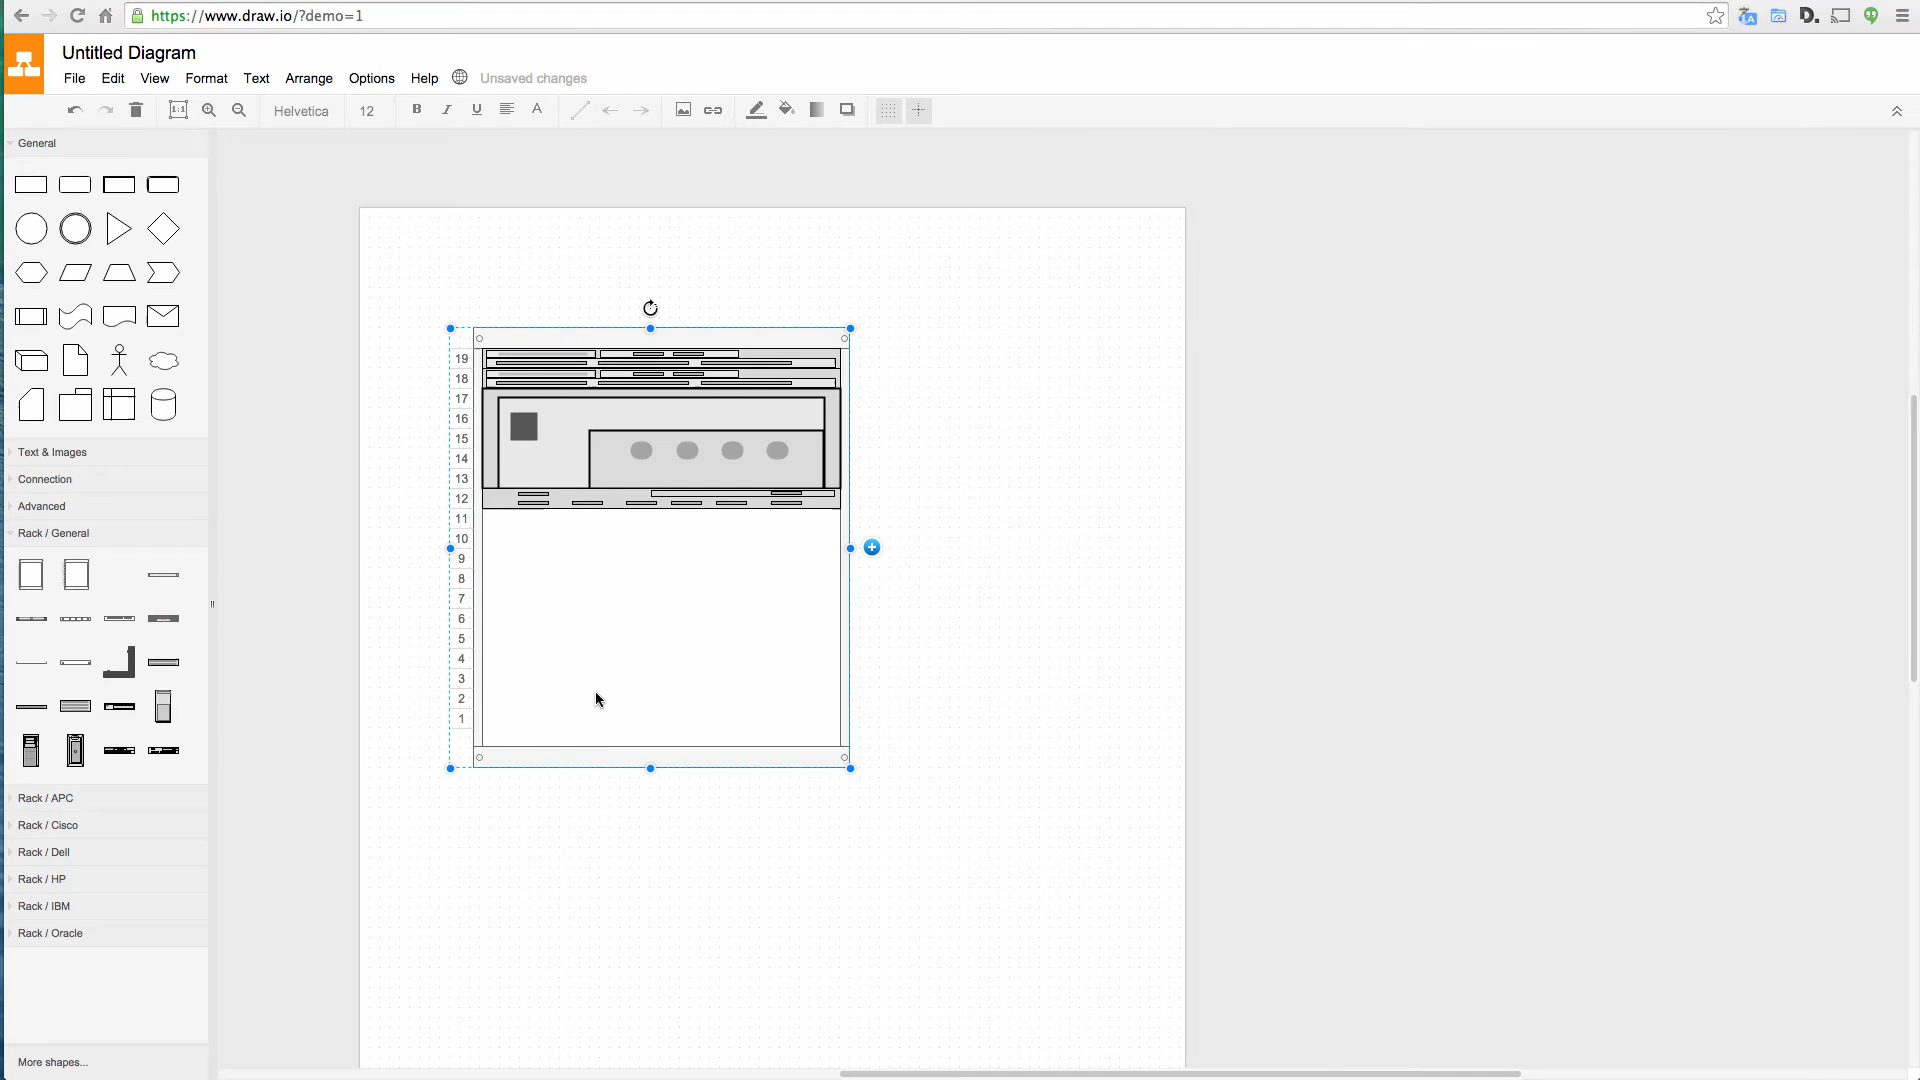 https://www.draw.io/?demo=1
D.
Untitled Diagram
File Edit View Format Text Arrange Options Help Unsaved changes
1:1 Helvetica 12 B I U A
General
Text & Images
Connection
Advanced
Rack / General
Rack / APC
Rack / Cisco
Rack / Dell
Rack / HP
Rack / IBM
Rack / Oracle
More shapes...
19
18
17
16
15
14
13
12
11
10
9
8
7
6
5
4
3
2
1